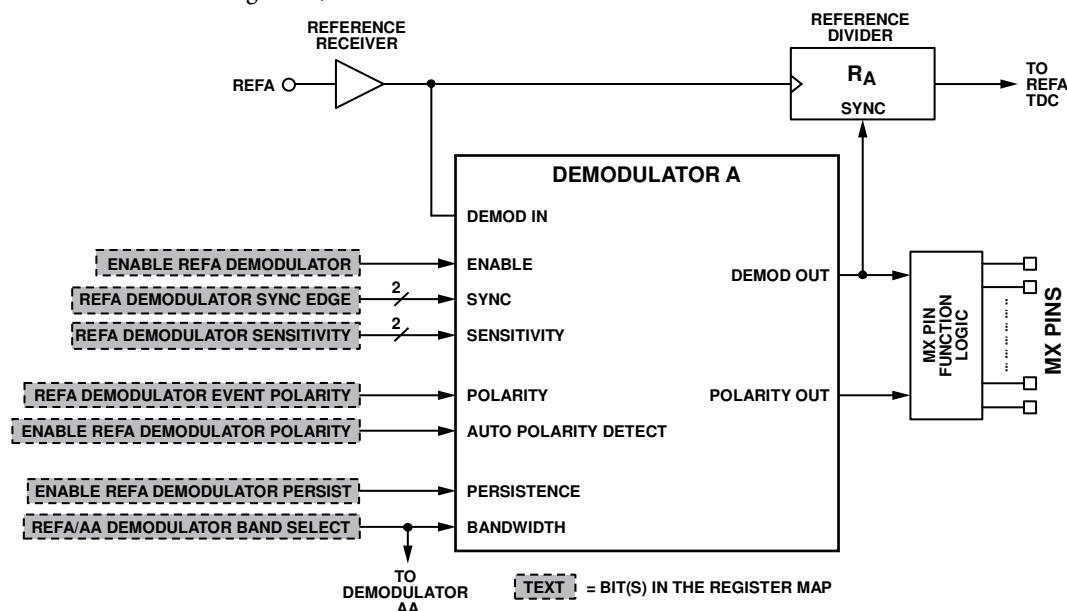 REFERENCE
RECEIVER
REFERENCE
DIVIDER
REFA
RA
SYNC
TO
REFA
TDC
DEMODULATOR A
DEMOD IN
ENABLE REFA DEMODULATOR
ENABLE
REFA DEMODULATOR SYNC EDGE
2
SYNC
REFA DEMODULATOR SENSITIVITY
2
SENSITIVITY
DEMOD OUT
REFA DEMODULATOR EVENT POLARITY
POLARITY
POLARITY OUT
ENABLE REFA DEMODULATOR POLARITY
AUTO POLARITY DETECT
ENABLE REFA DEMODULATOR PERSIST
PERSISTENCE
REFA/AA DEMODULATOR BAND SELECT
BANDWIDTH
MX PIN
FUNCTION
LOGIC
MX PINS
TO
DEMODULATOR
AA
TEXT = BIT(S) IN THE REGISTER MAP